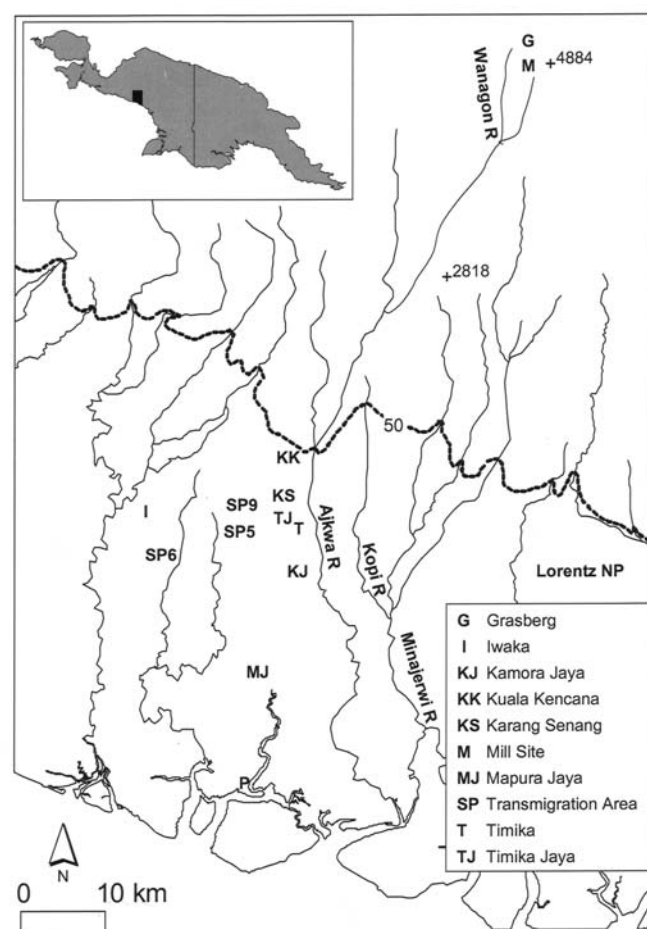 G
M +4884
Wanagon R
+2818
50
KK
KS
SP9
I
TJ
T
SP5
Ajkwa R
SP6
Kopi R
KJ
Lorentz NP
Minajerwi R
MJ
P
G Grasberg
I Iwaka
KJ Kamora Jaya
KK Kuala Kencana
KS Karang Senang
M Mill Site
MJ Mapura Jaya
SP Transmigration Area
T Timika
TJ Timika Jaya
N
0 10 km